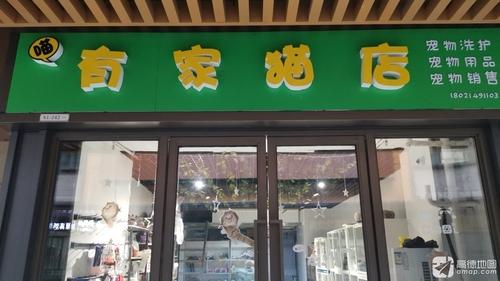 喵
有家猫店
宠物洗护
宠物用品
宠物销售
18021491103
高德地图
amap.com